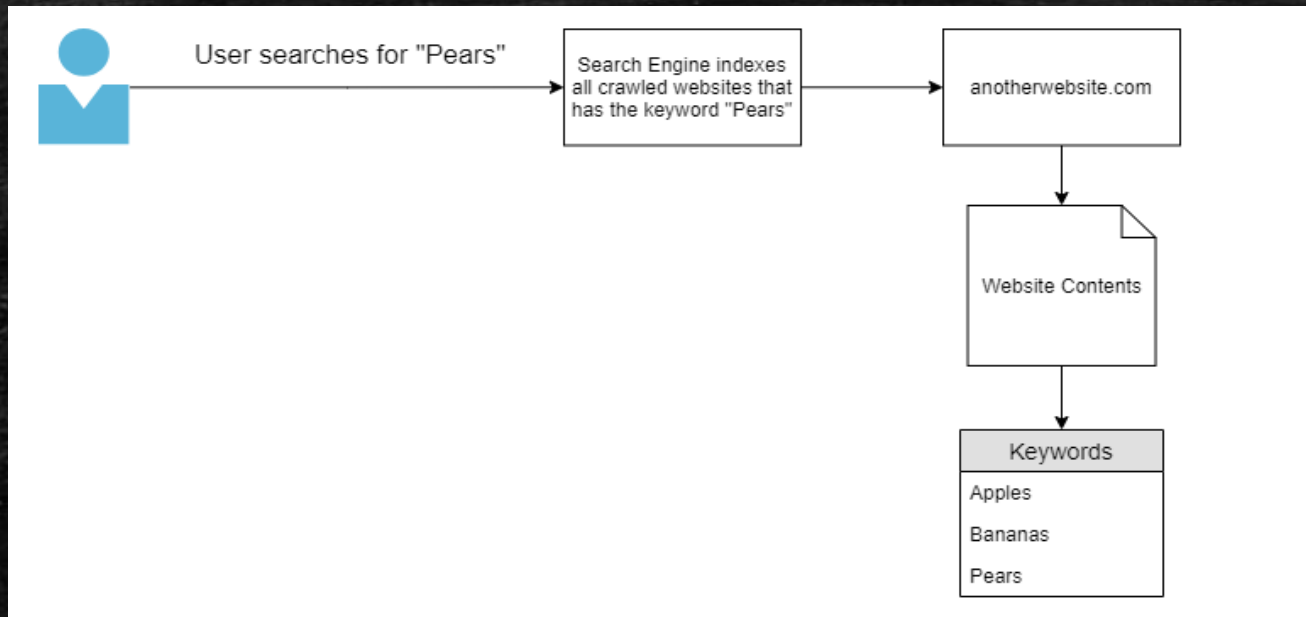 User searches for "Pears"
Search Engine indexes
all crawled websites that
has the keyword "Pears"
anotherwebsite.com
Website Contents
Keywords
Apples
Bananas
Pears